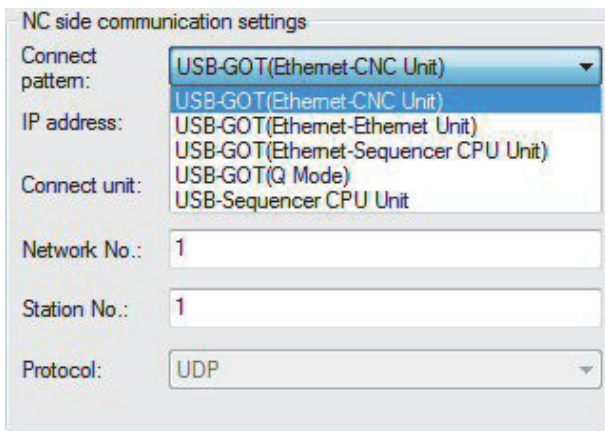 NC side communication settings
Connect
pattern:
USB-GOT(Ethernet-CNC Unit)
USB-GOT(Ethernet-CNC Unit)
IP address:
USB-GOT(Ethernet-Ethernet Unit)
USB-GOT(Ethernet-Sequencer CPU Unit)
Connect unit:
USB-GOT(Q Mode)
USB-Sequencer CPU Unit
Network No.:
1
Station No.:
1
Protocol:
UDP